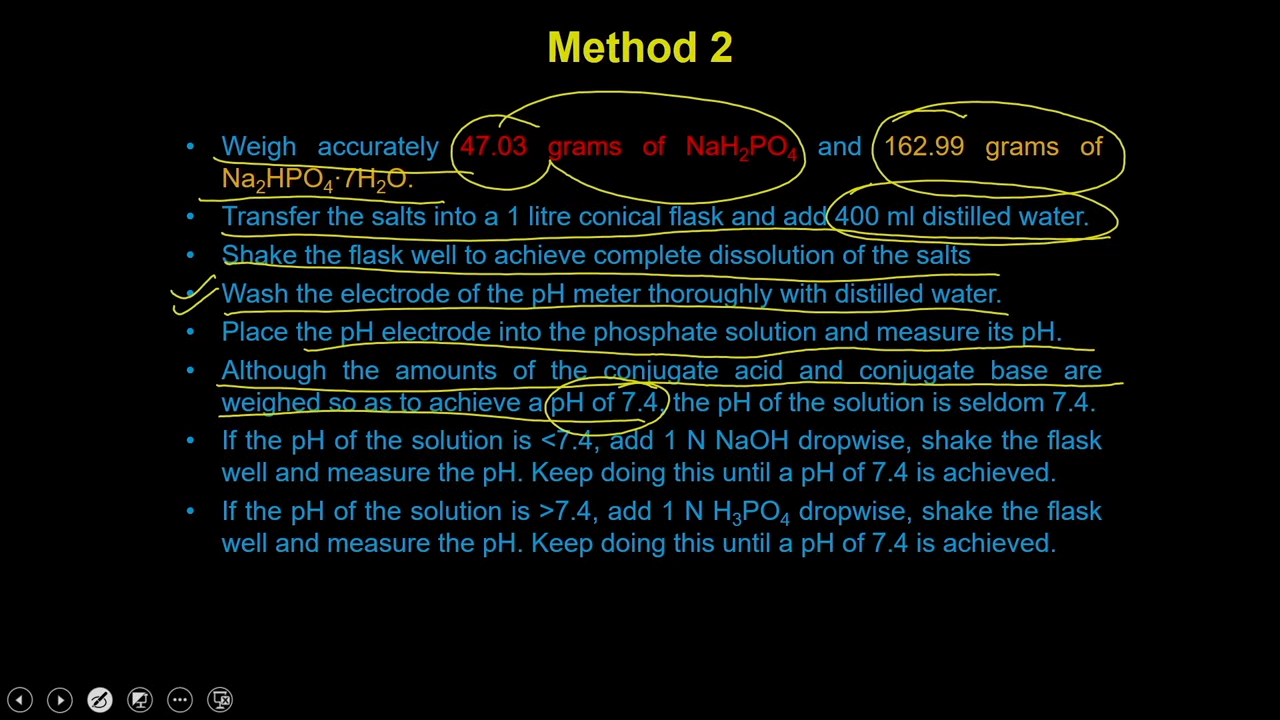 Method 2
• Weigh accurately 47.03 grams of NaH₂PO₄ and 162.99 grams of
Na₂HPO₄·7H₂O.
• Transfer the salts into a 1 litre conical flask and add 400 ml distilled water.
• Shake the flask well to achieve complete dissolution of the salts
• Wash the electrode of the pH meter thoroughly with distilled water.
• Place the pH electrode into the phosphate solution and measure its pH.
• Although the amounts of the conjugate acid and conjugate base are
weighed so as to achieve a pH of 7.4, the pH of the solution is seldom 7.4.
• If the pH of the solution is <7.4, add 1 N NaOH dropwise, shake the flask
well and measure the pH. Keep doing this until a pH of 7.4 is achieved.
• If the pH of the solution is >7.4, add 1 N H₃PO₄ dropwise, shake the flask
well and measure the pH. Keep doing this until a pH of 7.4 is achieved.